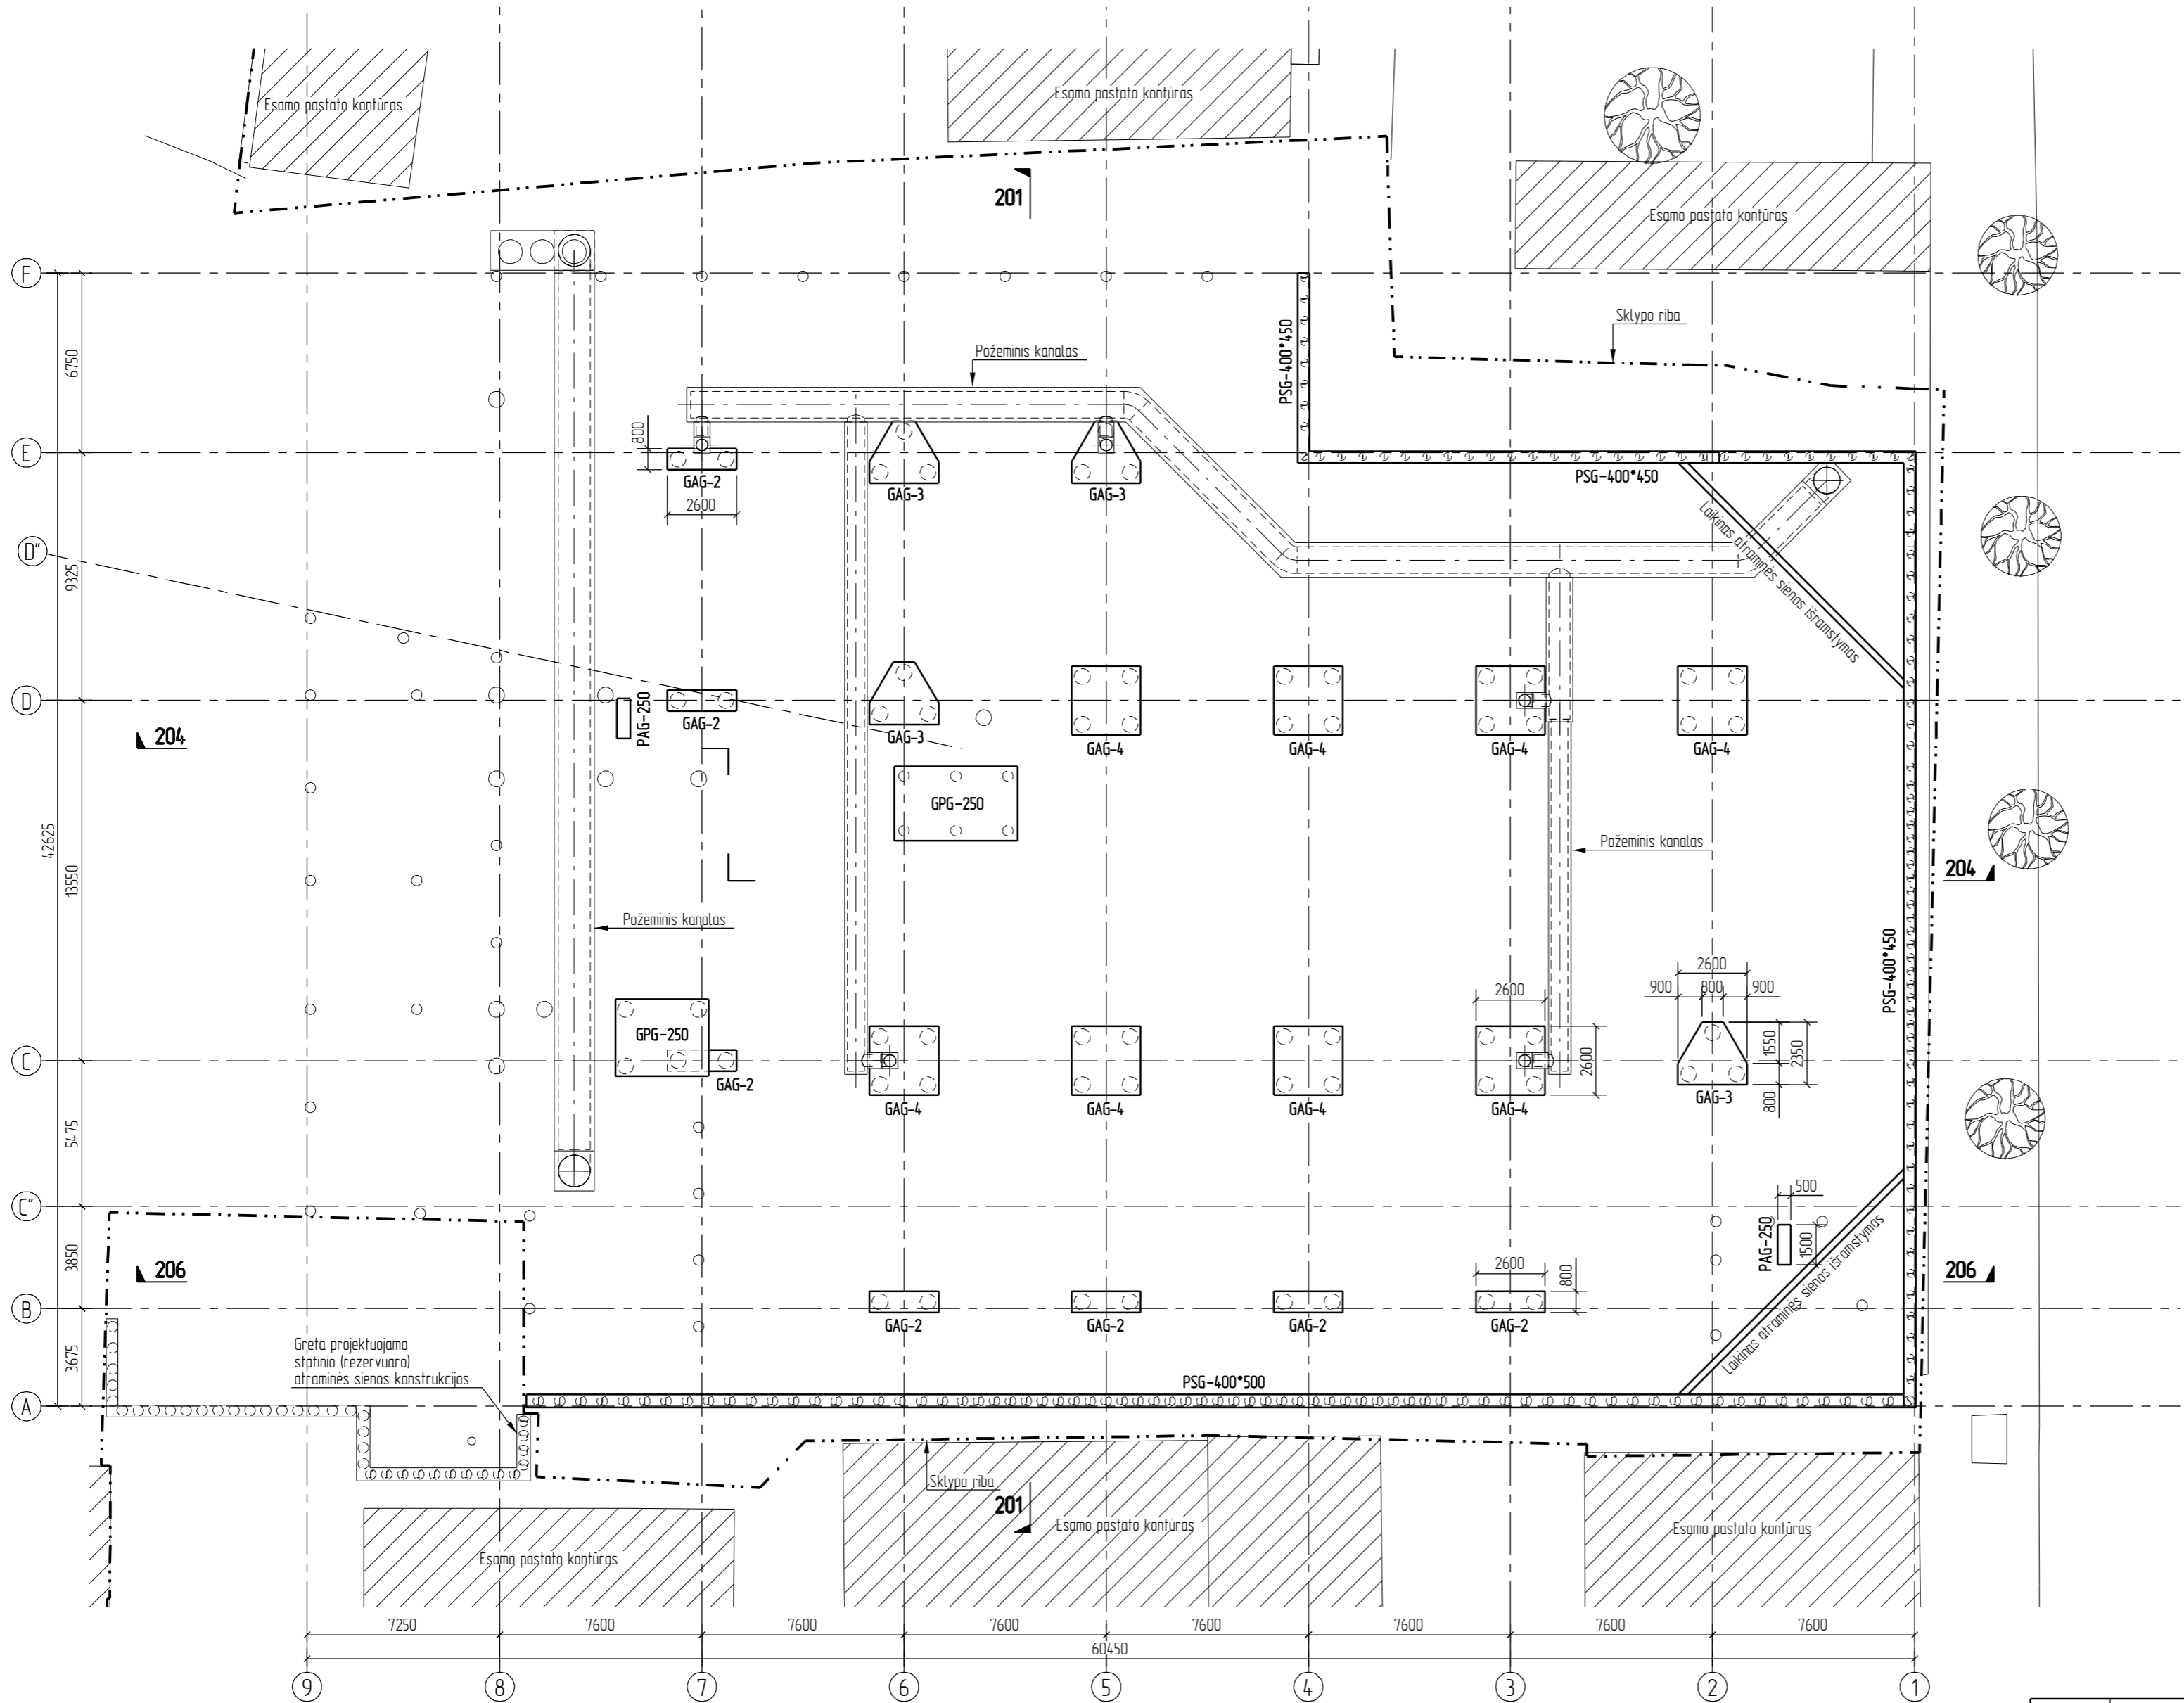 Esamo pastato kontūras
Esamo pastato kontūras
201
Esamo pastato kontūras
F
Sklypo riba
PSG-400*450
6750
Požeminis kanalas
800
E
GAG-2
GAG-3
GAG-3
PSG-400*450
2600
Laikinas atraminės sienos išramstymas
D"
9325
D
PAG-250
GAG-2
GAG-3
GAG-4
GAG-4
GAG-4
GAG-4
204
GPG-250
42625
13550
Požeminis kanalas
204
Požeminis kanalas
PSG-400*450
2600
900
800
900
2600
GPG-250
1550
2350
C
2600
GAG-2
GAG-4
GAG-4
GAG-4
GAG-4
800
GAG-3
5475
500
C"
PAG-250
1500
Laikinas atraminės sienos išramstymas
3850
206
2600
800
206
B
GAG-2
GAG-2
GAG-2
GAG-2
Greta projektuojamo
statinio (rezervuaro)
atraminės sienos konstrukcijos
3675
PSG-400*500
A
Sklypo riba
201
Esamo pastato kontūras
Esamo pastato kontūras
Esamo pastato kontūras
7250
7600
7600
7600
7600
7600
7600
7600
60450
9
8
7
6
5
4
3
2
1